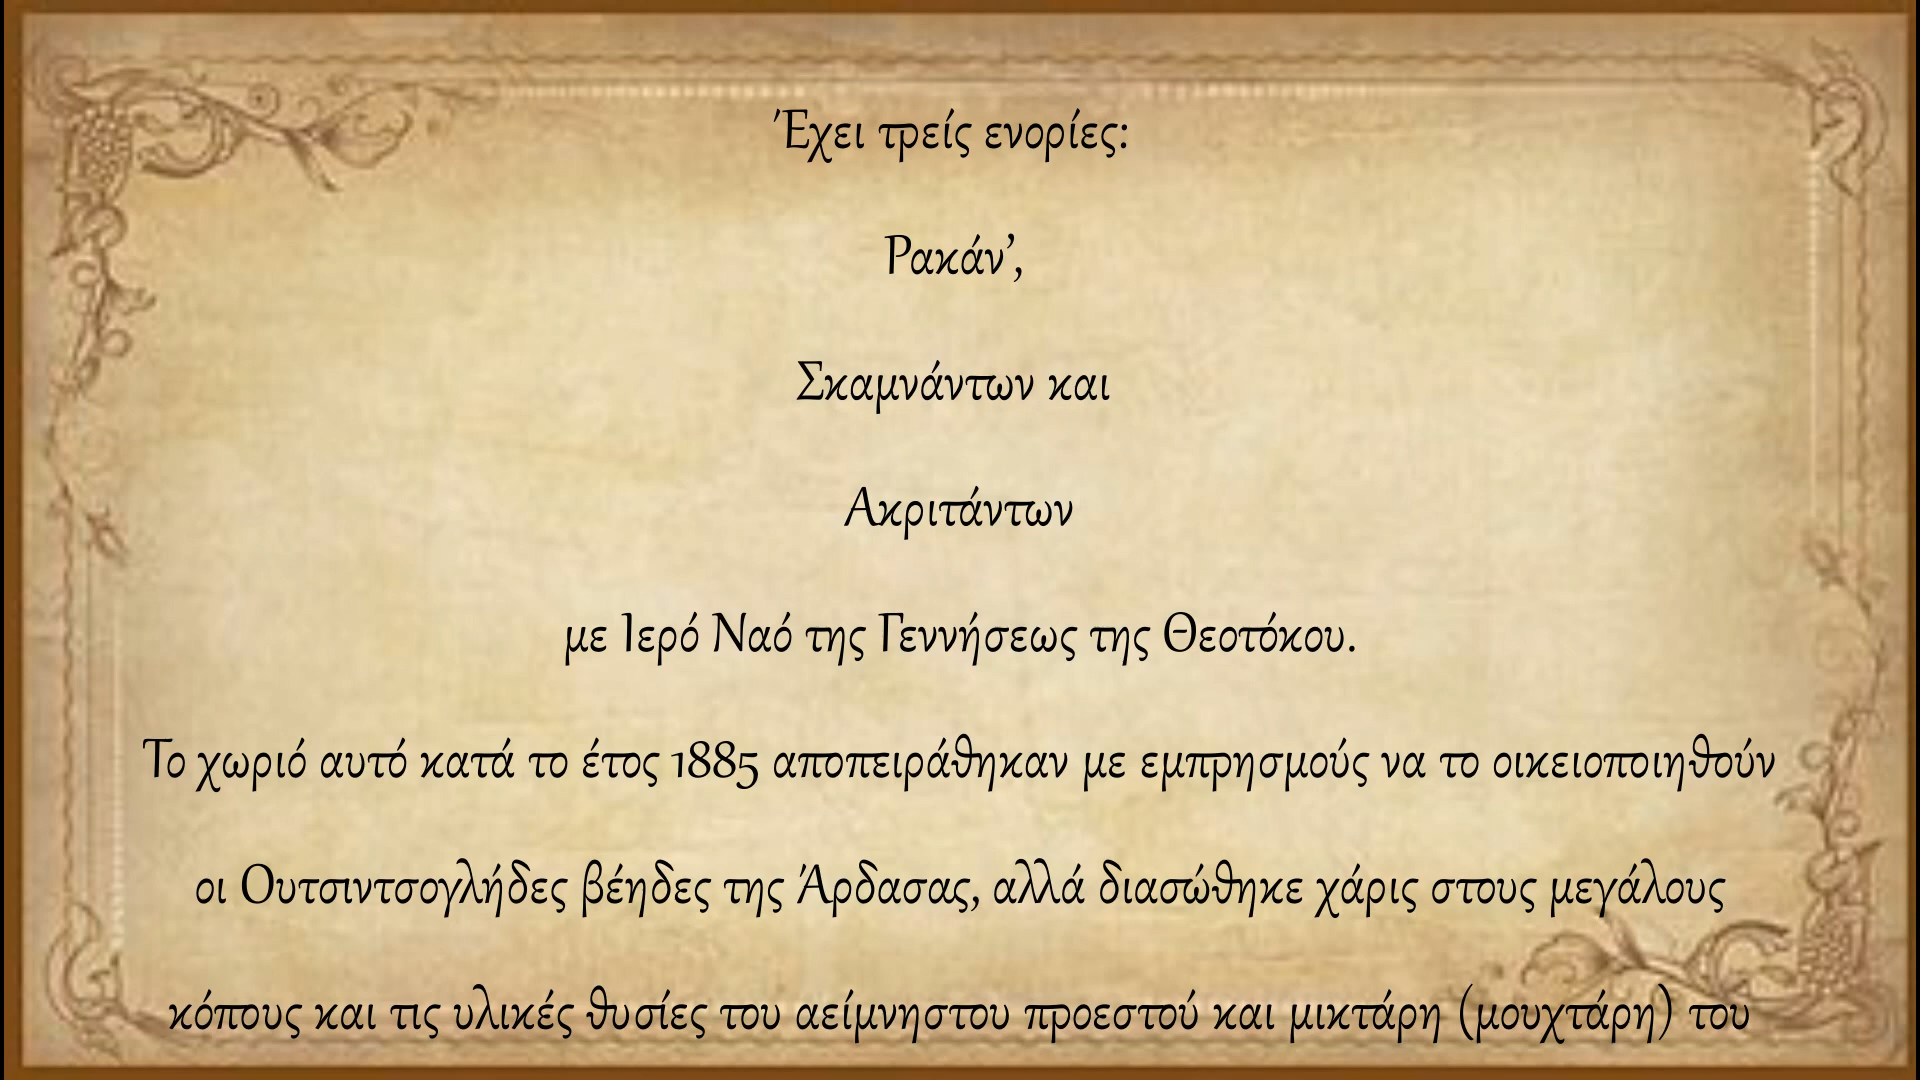 Έχει τρείς ενορίες:
Ρακάν’,
Σκαμνάντων και
Ακριτάντων
με Ιερό Ναό της Γεννήσεως της Θεοτόκου.
Το χωριό αυτό κατά το έτος 1885 αποπειράθηκαν με εμπρησμούς να το οικειοποιηθούν
οι Ουτσιντσογλήδες βέηδες της Άρδασας, αλλά διασώθηκε χάρις στους μεγάλους
κόπους και τις υλικές θυσίες του αείμνηστου προεστού και μικτάρη (μουχτάρη) του